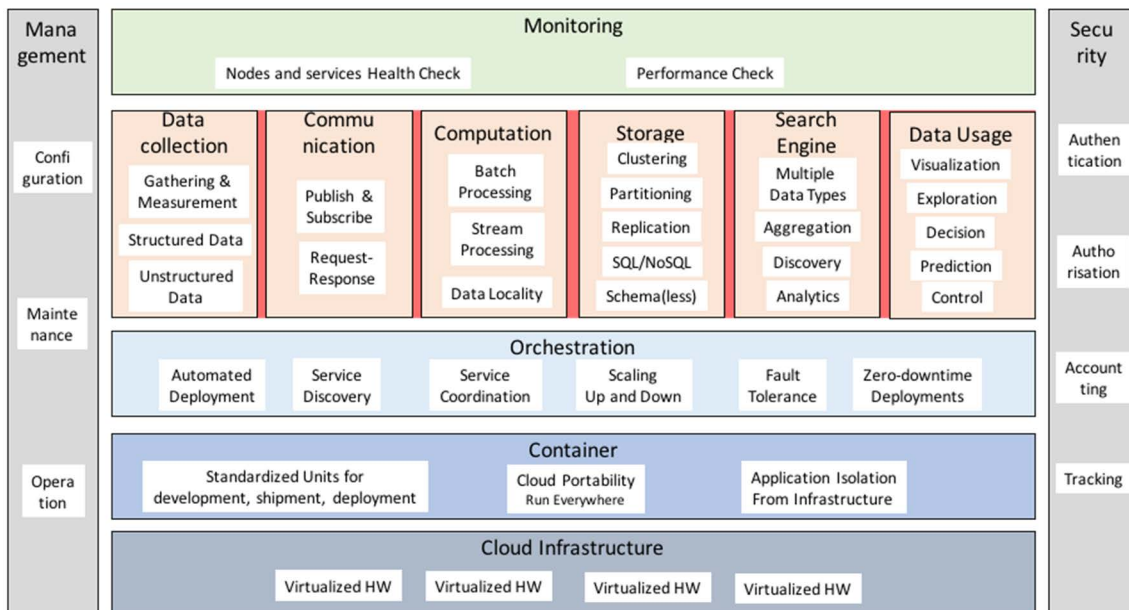 Mana
gement
Confi
guration
Mainte
nance
Opera
tion
Monitoring
Nodes and services Health Check
Performance Check
Data
collection
Gathering &
Measurement
Structured Data
Unstructured
Data
Commu
nication
Publish &
Subscribe
Request-
Response
Computation
Batch
Processing
Stream
Processing
Data Locality
Storage
Clustering
Partitioning
Replication
SQL/NoSQL
Schema(less)
Search
Engine
Multiple
Data Types
Aggregation
Discovery
Analytics
Data Usage
Visualization
Exploration
Decision
Prediction
Control
Orchestration
Automated
Deployment
Service
Discovery
Service
Coordination
Scaling
Up and Down
Fault
Tolerance
Zero-downtime
Deployments
Container
Standardized Units for
development, shipment, deployment
Cloud Portability
Run Everywhere
Application Isolation
From Infrastructure
Cloud Infrastructure
Virtualized HW
Virtualized HW
Virtualized HW
Virtualized HW
Secu
rity
Authen
tication
Autho
risation
Account
ting
Tracking